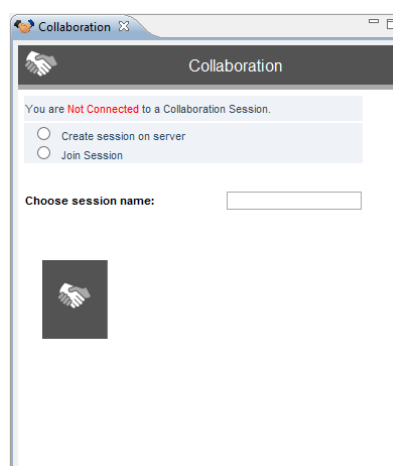 Collaboration
Collaboration
You are Not Connected to a Collaboration Session.
Create session on server
Join Session
Choose session name: